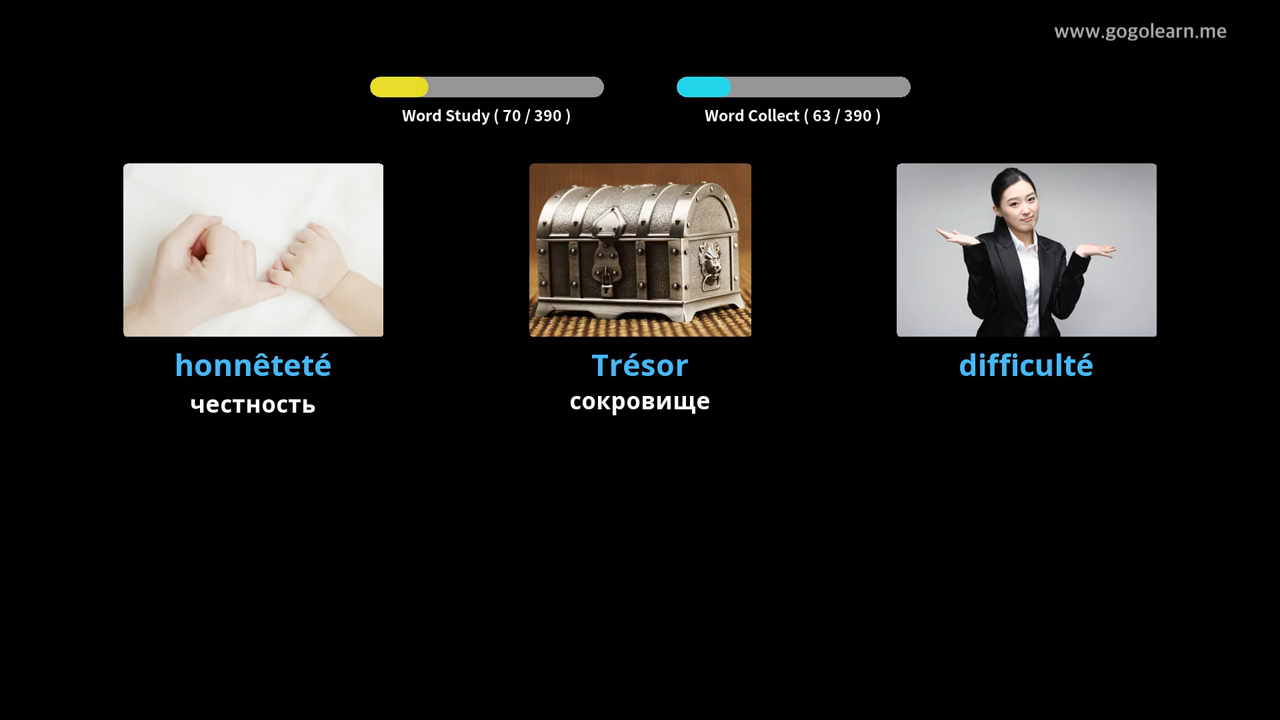 www.gogolearn.me
Word Study ( 70 / 390 )
Word Collect ( 63 / 390 )
honnêteté
честность
Trésor
сокровище
difficulté